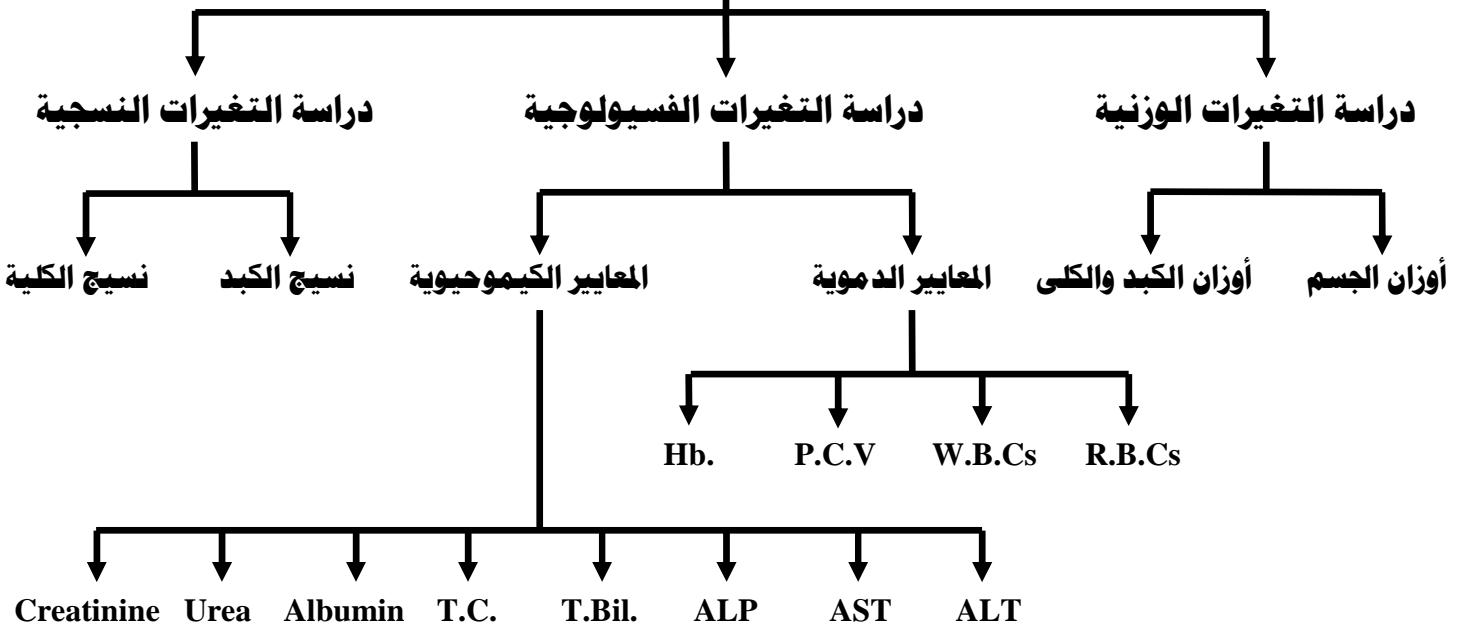 دراسة التغيرات الوزنية دراسة التغيرات الفسيولوجية دراسة التغيرات النسجية
أوزان الجسم أوزان الكبد والكلى المعايير الدموية المعايير الكيموحيوية نسيج الكبد نسيج الكلية
Hb. P.C.V W.B.Cs R.B.Cs
Creatinine Urea Albumin T.C. T.Bil. ALP AST ALT